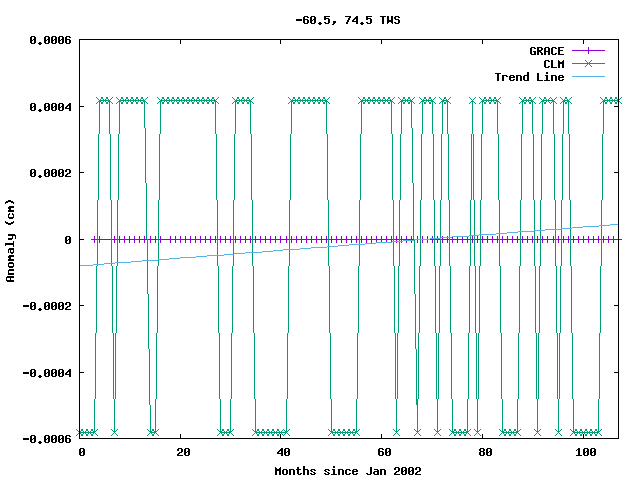 -60.5, 74.5 TWS
GRACE
CLM
Trend Line
0.0006
0.0004
0.0002
0
-0.0002
-0.0004
-0.0006
Anomaly (cm)
0 20 40 60 80 100
Months since Jan 2002